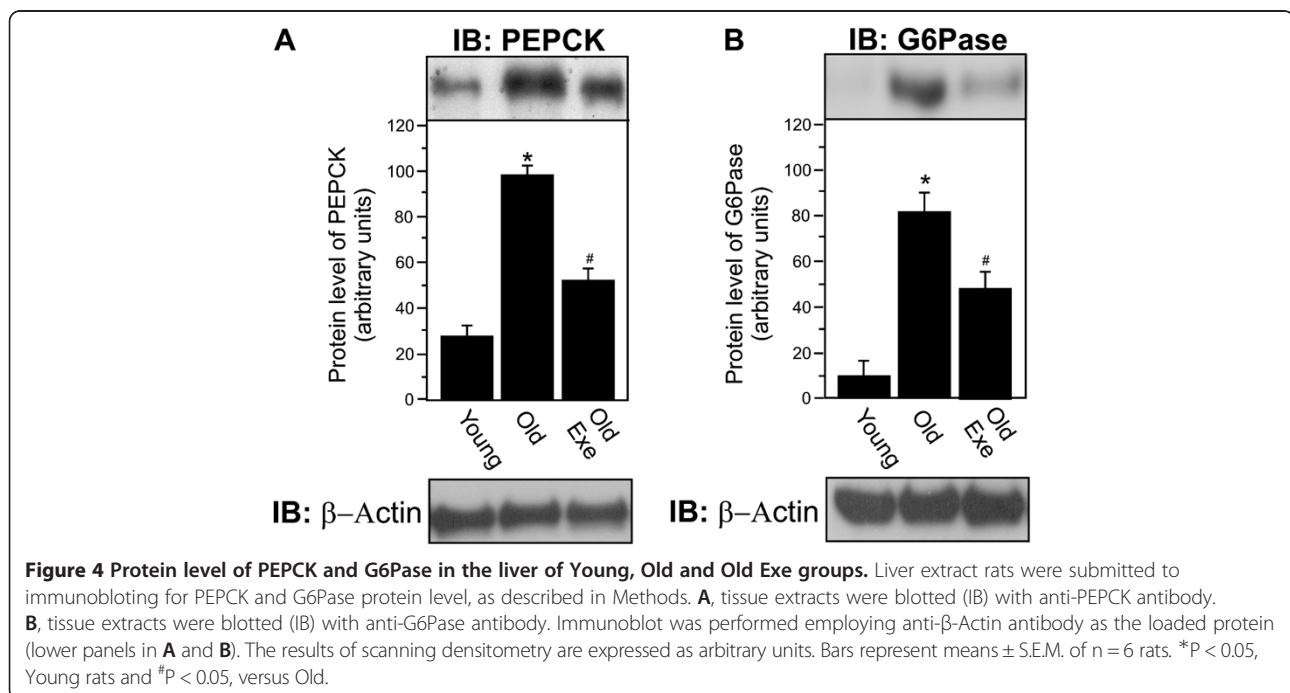 A
IB: PEPCK
Protein level of PEPCK
(arbitrary units)
120
100
80
60
40
20
0
*
#
Young
Old
Old
Exe
IB: β–Actin
B
IB: G6Pase
Protein level of G6Pase
(arbitrary units)
120
100
80
60
40
20
0
*
#
Young
Old
Old
Exe
IB: β–Actin
Figure 4 Protein level of PEPCK and G6Pase in the liver of Young, Old and Old Exe groups. Liver extract rats were submitted to
immunobloting for PEPCK and G6Pase protein level, as described in Methods. A, tissue extracts were blotted (IB) with anti-PEPCK antibody.
B, tissue extracts were blotted (IB) with anti-G6Pase antibody. Immunoblot was performed employing anti-β-Actin antibody as the loaded protein
(lower panels in A and B). The results of scanning densitometry are expressed as arbitrary units. Bars represent means ± S.E.M. of n = 6 rats. *P < 0.05,
Young rats and #P < 0.05, versus Old.